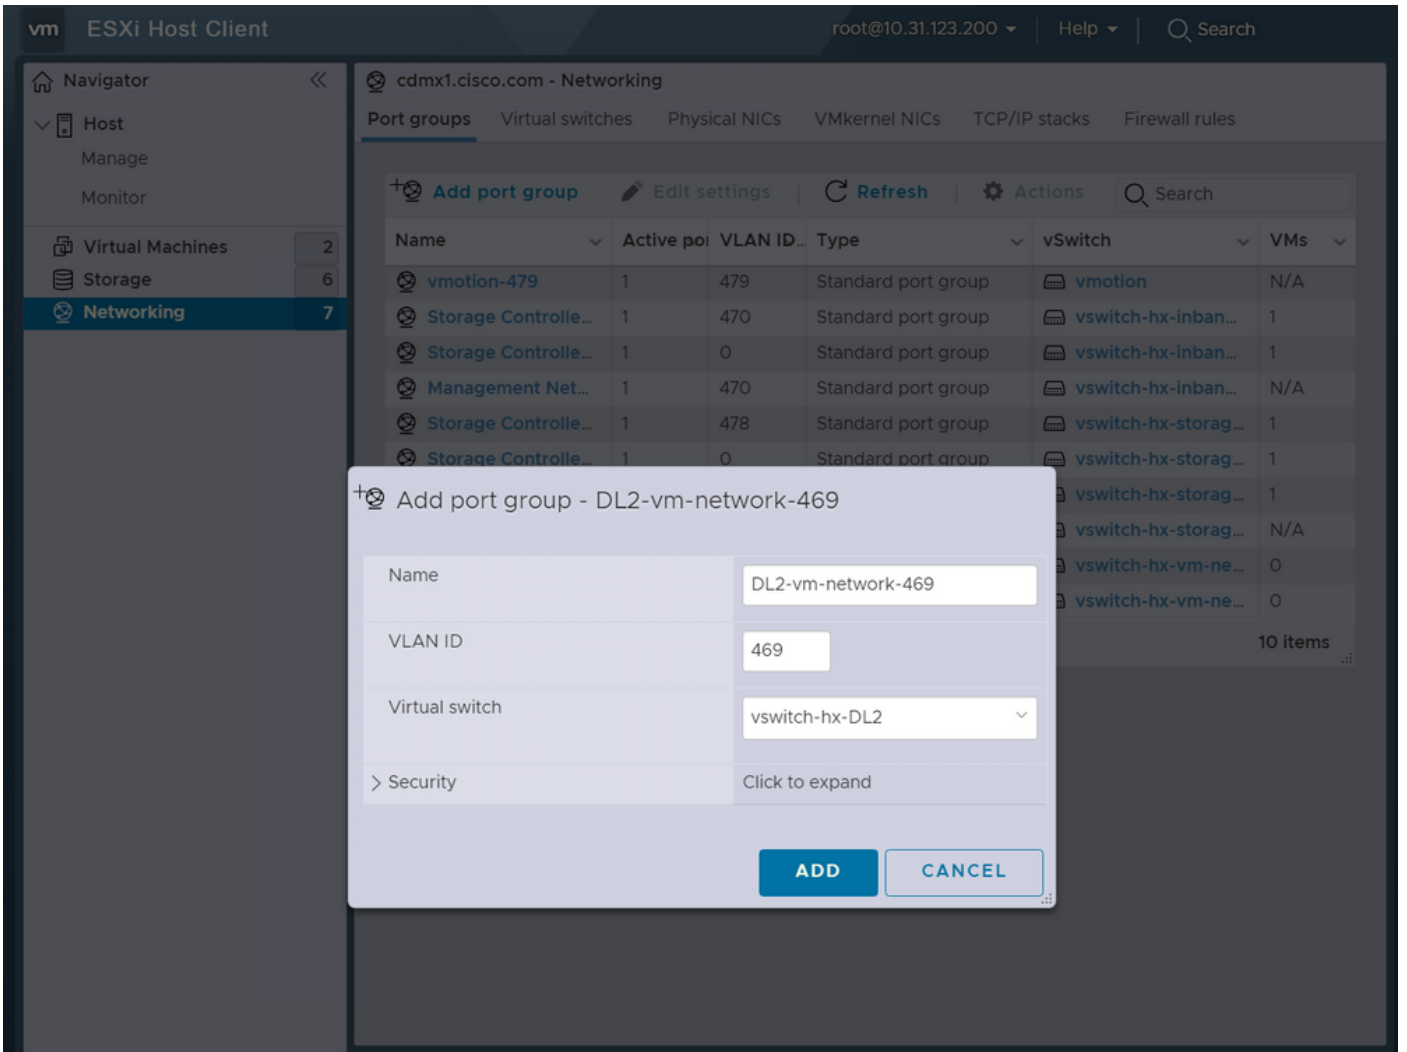 vm ESXi Host Client root@10.31.123.200 Help Search
Navigator
Host
Manage
Monitor
Virtual Machines 2
Storage 6
Networking 7
cdmx1.cisco.com - Networking
Port groups Virtual switches Physical NICs VMkernel NICs TCP/IP stacks Firewall rules
Add port group Edit settings Refresh Actions Search
Name Active por VLAN ID... Type vSwitch VMs
vmotion-479 1 479 Standard port group vmotion N/A
Storage Controlle... 1 470 Standard port group vswitch-hx-inban... 1
Storage Controlle... 1 0 Standard port group vswitch-hx-inban... 1
Management Net... 1 470 Standard port group vswitch-hx-inban... N/A
Storage Controlle... 1 478 Standard port group vswitch-hx-storag... 1
Storage Controlle... 1 0 Standard port group vswitch-hx-storag... 1
vswitch-hx-storag... 1
vswitch-hx-storag... N/A
vswitch-hx-vm-ne... 0
vswitch-hx-vm-ne... 0
10 items
Add port group - DL2-vm-network-469
Name DL2-vm-network-469
VLAN ID 469
Virtual switch vswitch-hx-DL2
Security Click to expand
ADD CANCEL